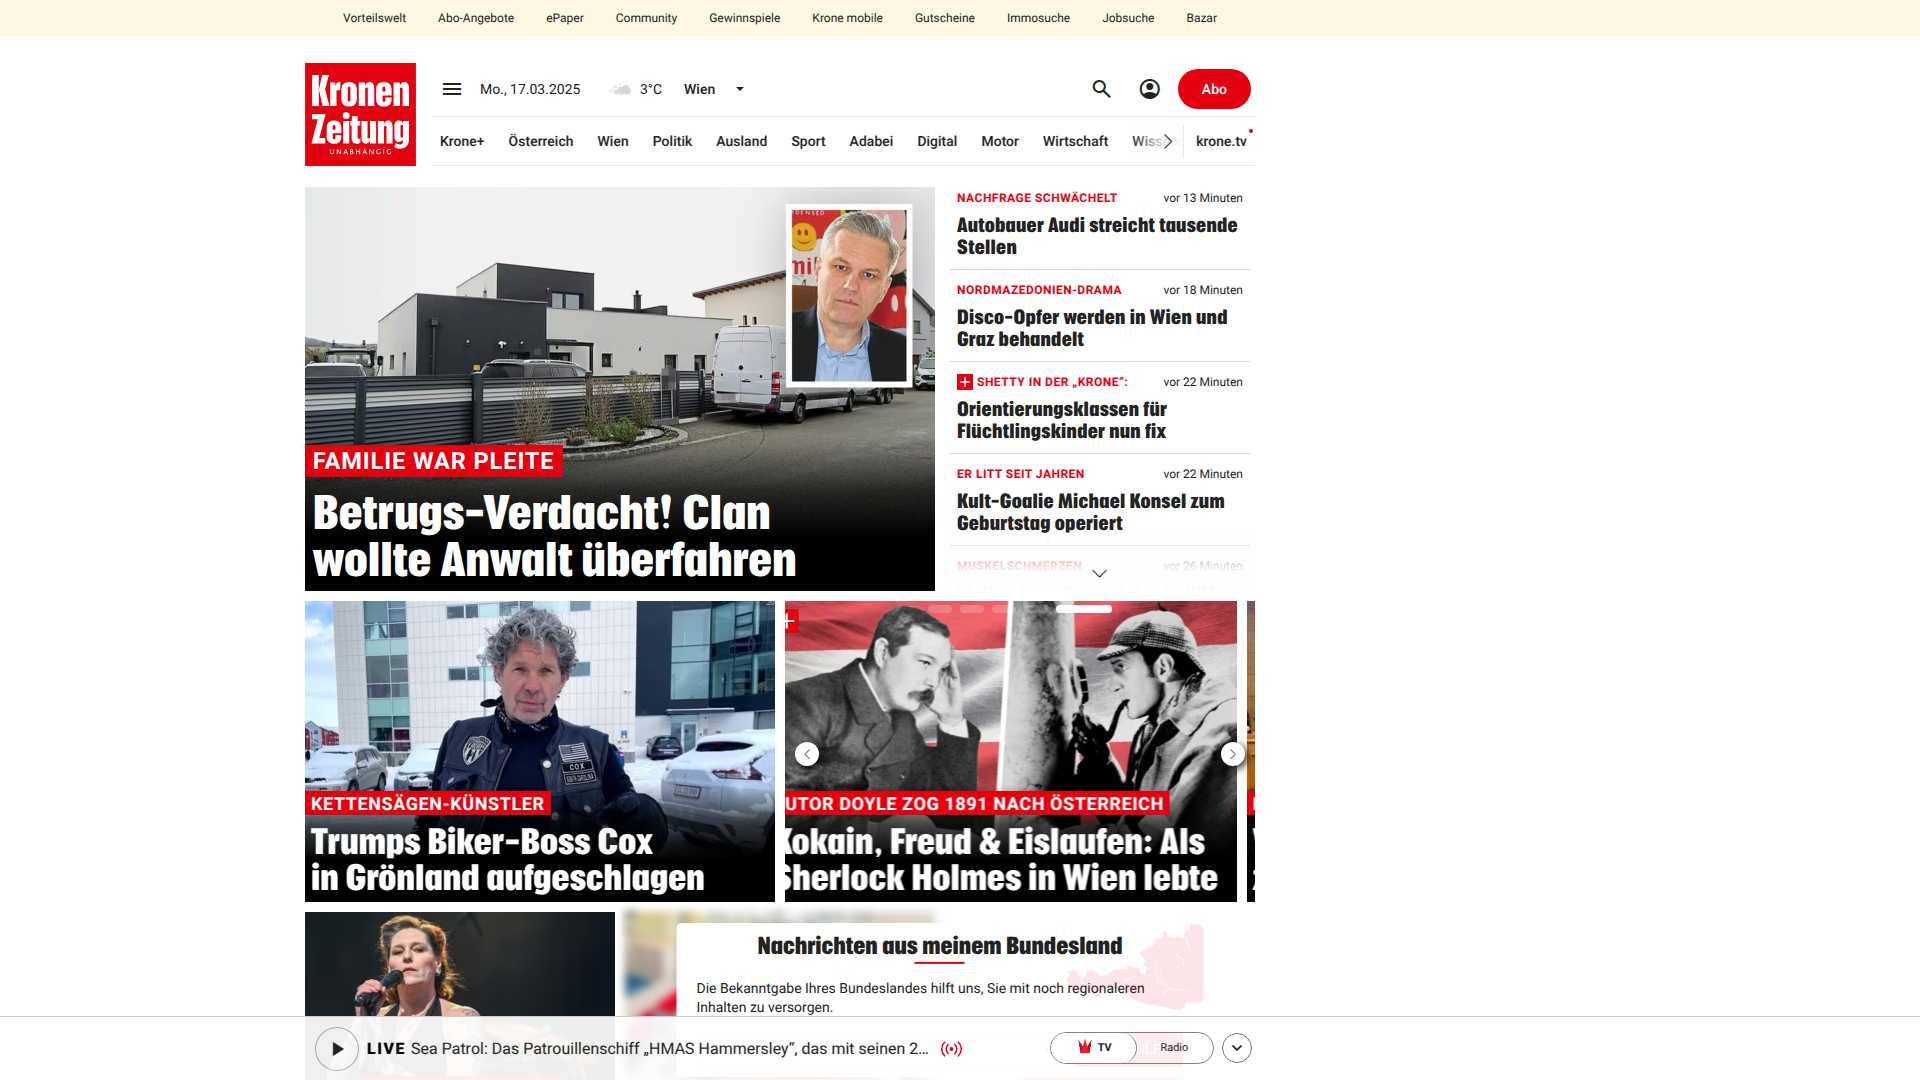 Vorteilswelt Abo-Angebote ePaper Community Gewinnspiele Krone mobile Gutscheine Immosuche Jobsuche Bazar
Kronen
Zeitung
UNABHÄNGIG
Mo., 17.03.2025 3°C Wien Abo
Krone+ Österreich Wien Politik Ausland Sport Adabei Digital Motor Wirtschaft krone.tv
FAMILIE WAR PLEITE
Betrugs-Verdacht! Clan
wollte Anwalt überfahren
NACHFRAGE SCHWÄCHELT vor 13 Minuten
Autobauer Audi streicht tausende
Stellen
NORDMAZEDONIEN-DRAMA vor 18 Minuten
Disco-Opfer werden in Wien und
Graz behandelt
SHETTY IN DER „KRONE“: vor 22 Minuten
Orientierungsklassen für
Flüchtlingskinder nun fix
ER LITT SEIT JAHREN vor 22 Minuten
Kult-Goalie Michael Konsel zum
Geburtstag operiert
MUSKELSCHMERZEN vor 26 Minuten
COX
KETTENSÄGEN-KÜNSTLER
Trumps Biker-Boss Cox
in Grönland aufgeschlagen
UTOR DOYLE ZOG 1891 NACH ÖSTERREICH
Kokain, Freud & Eislaufen: Als
Sherlock Holmes in Wien lebte
Nachrichten aus meinem Bundesland
Die Bekanntgabe Ihres Bundeslandes hilft uns, Sie mit noch regionaleren
Inhalten zu versorgen.
LIVE Sea Patrol: Das Patrouillenschiff „HMAS Hammersley“, das mit seinen 2... TV Radio